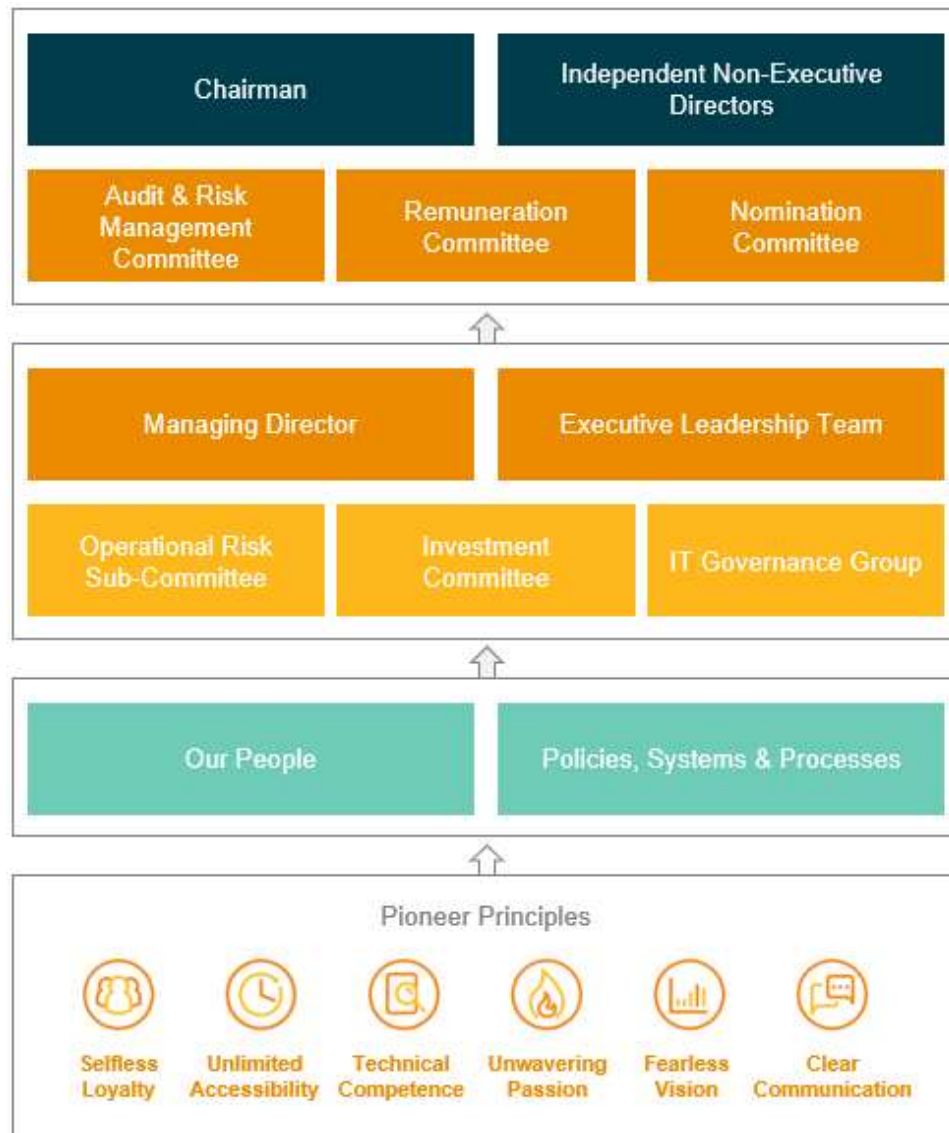 Chairman
Independent Non-Executive
Directors
Audit & Risk
Management
Committee
Remuneration
Committee
Nomination
Committee
Managing Director
Executive Leadership Team
Operational Risk
Sub-Committee
Investment
Committee
IT Governance Group
Our People
Policies, Systems & Processes
Pioneer Principles
Selfless
Loyalty
Unlimited
Accessibility
Technical
Competence
Unwavering
Passion
Fearless
Vision
Clear
Communication